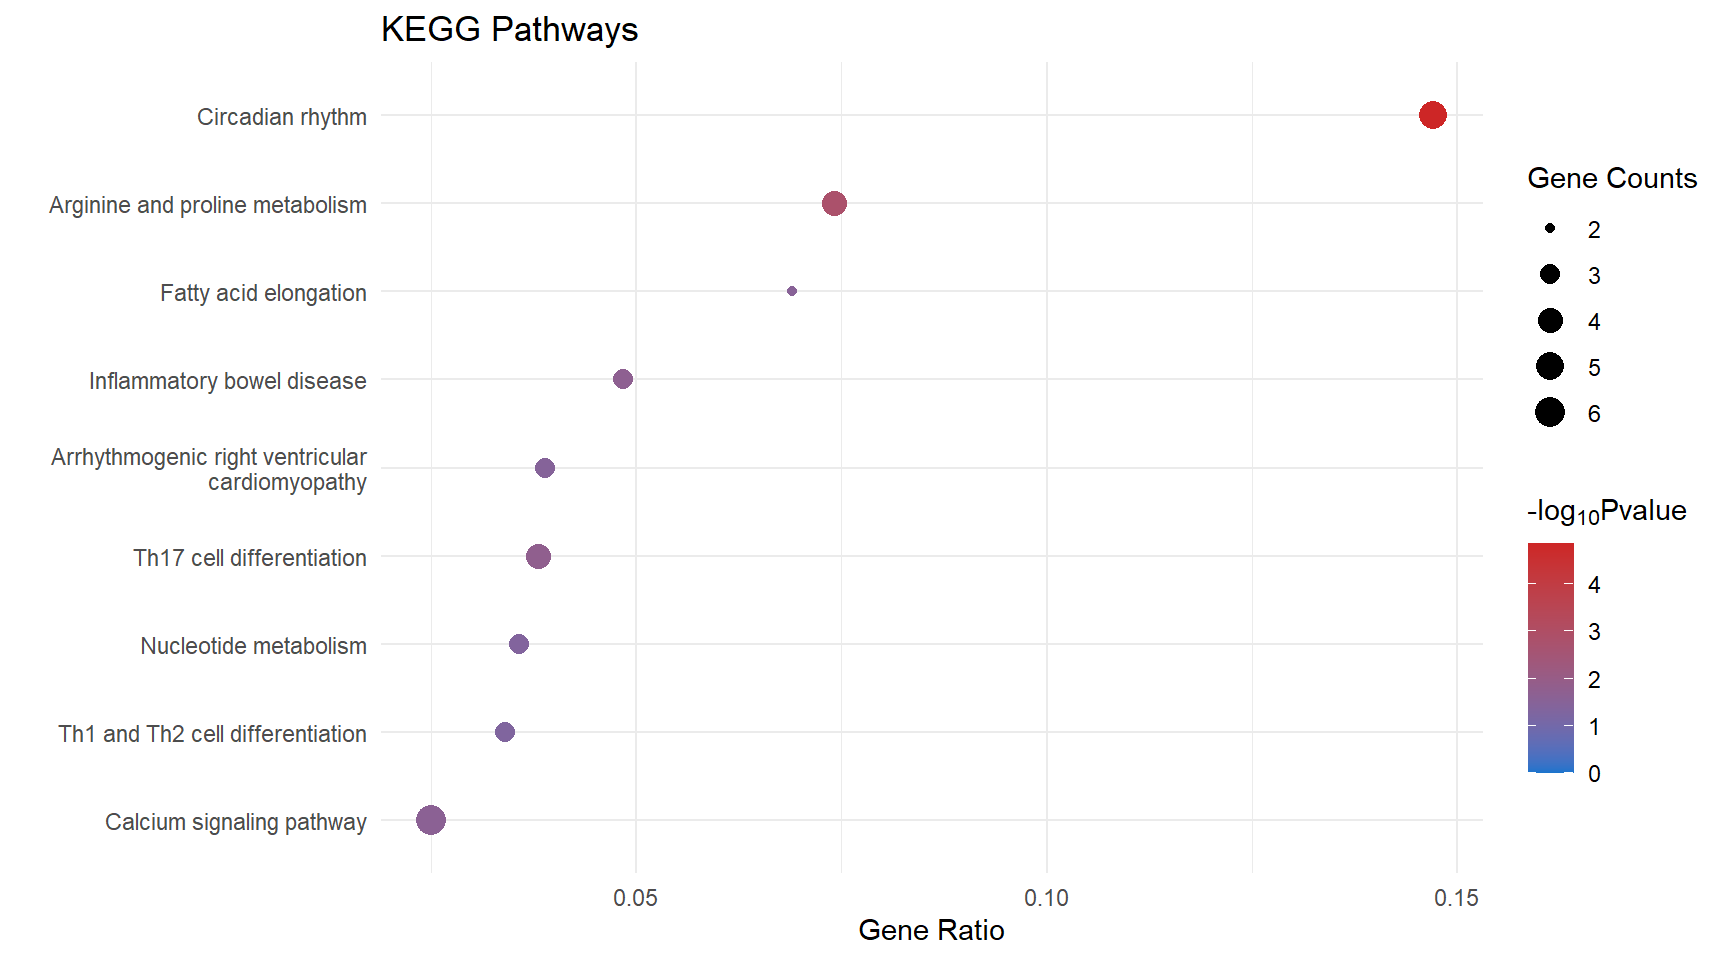 KEGG Pathways
Circadian rhythm
Arginine and proline metabolism
Fatty acid elongation
Inflammatory bowel disease
Arrhythmogenic right ventricular
cardiomyopathy
Th17 cell differentiation
Nucleotide metabolism
Th1 and Th2 cell differentiation
Calcium signaling pathway
0.05
0.10
0.15
Gene Ratio
Gene Counts
2
3
4
5
6
-log₁₀Pvalue
4
3
2
1
0